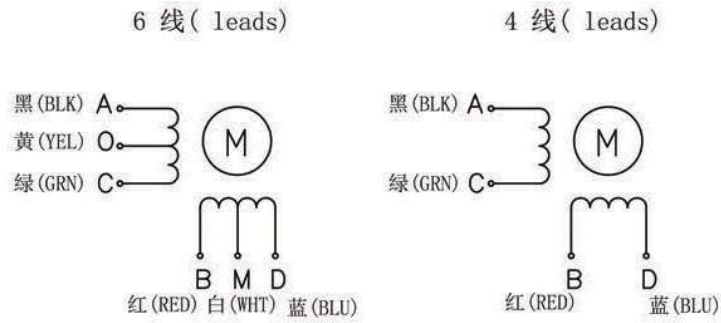 6 线( leads)
4 线( leads)
黑(BLK) A
黄(YEL) O
绿(GRN) C
M
B M D
红(RED) 白(WHT) 蓝(BLU)
黑(BLK) A
绿(GRN) C
M
B D
红(RED) 蓝(BLU)